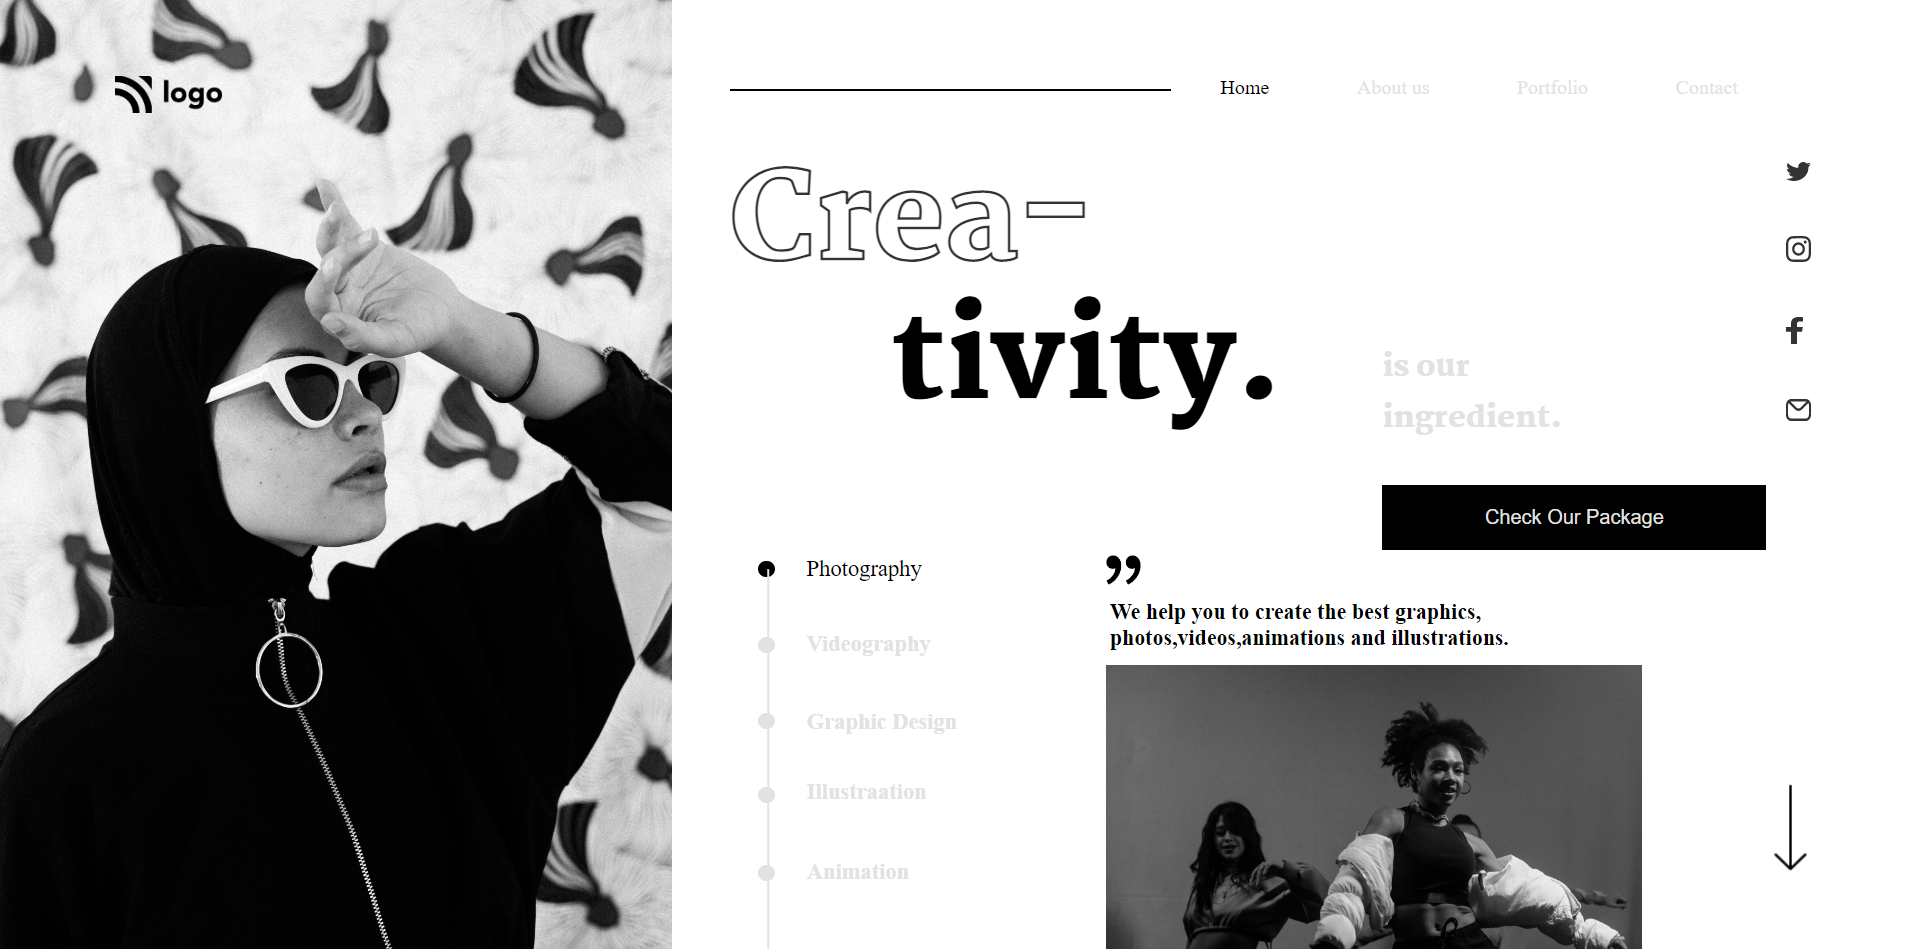 logo
Home About us Portfolio Contact
Crea-
tivity.
is our
ingredient.
Check Our Package
Photography
Videography
Graphic Design
Illustraation
Animation
”
We help you to create the best graphics,
photos,videos,animations and illustrations.